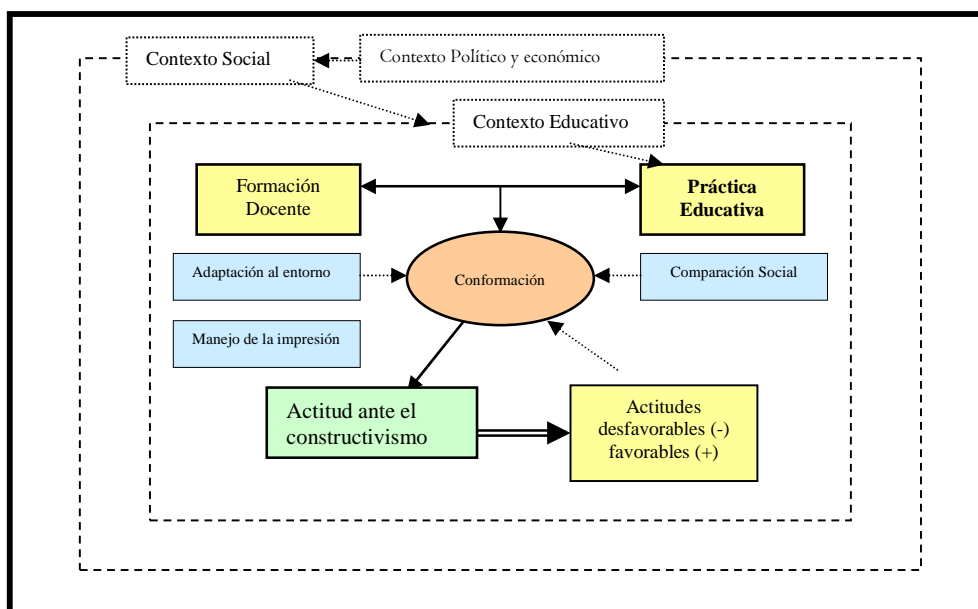 Contexto Social
Contexto Político y económico
Contexto Educativo
Formación
Docente
Práctica
Educativa
Adaptación al entorno
Conformación
Comparación Social
Manejo de la impresión
Actitud ante el
constructivismo
Actitudes
desfavorables (-)
favorables (+)